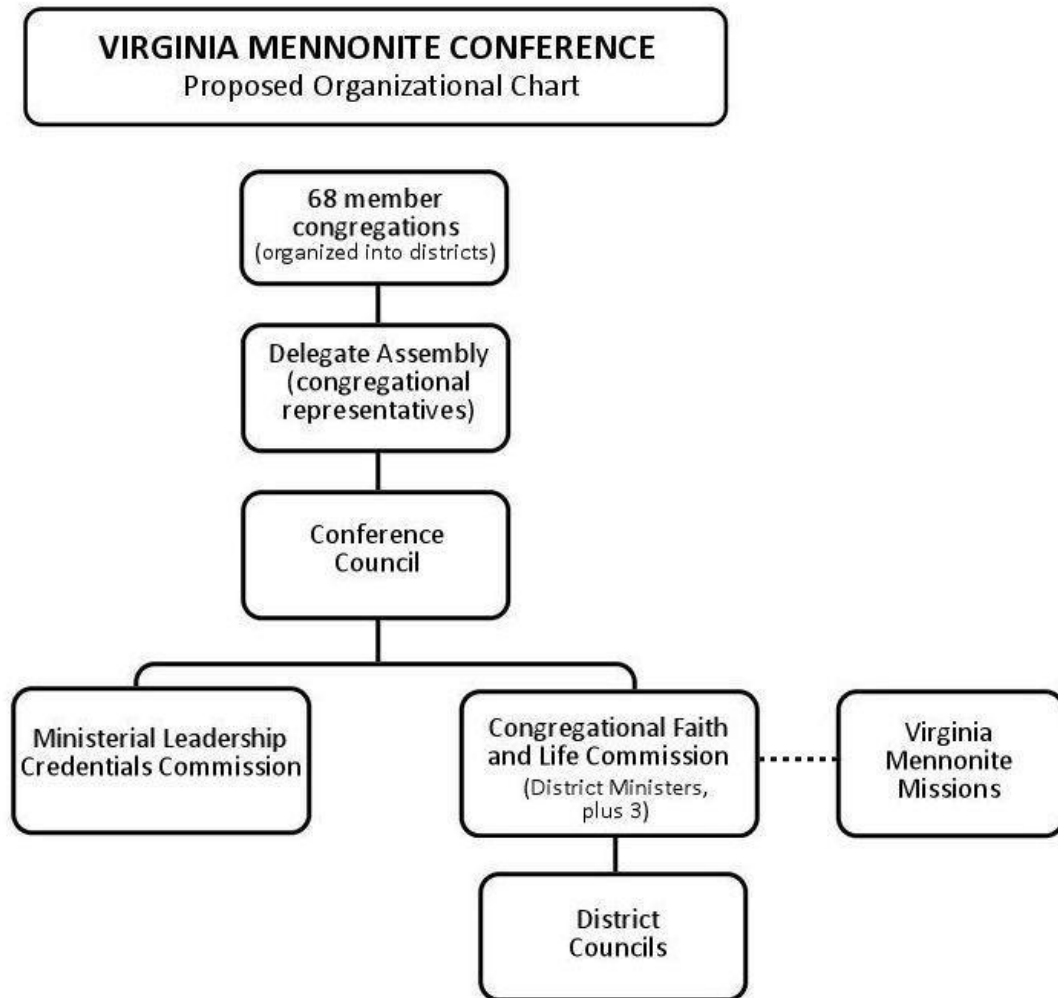 VIRGINIA MENNONITE CONFERENCE
Proposed Organizational Chart
68 member
congregations
(organized into districts)
Delegate Assembly
(congregational
representatives)
Conference
Council
Ministerial Leadership
Credentials Commission
Congregational Faith
and Life Commission
(District Ministers,
plus 3)
Virginia
Mennonite
Missions
District
Councils